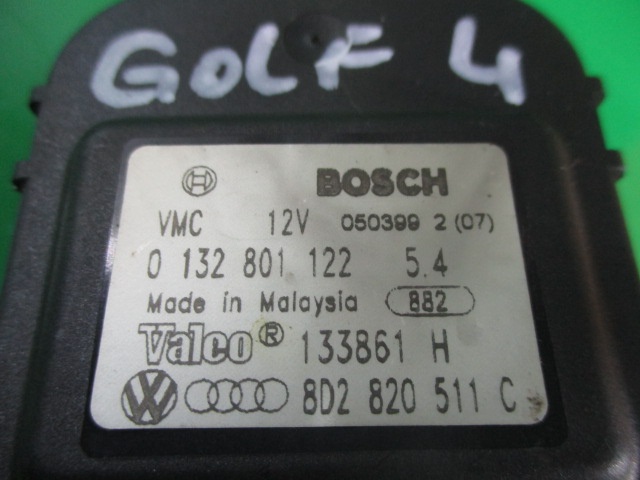 GOLF 4
BOSCH
VMC 12V 050399 2 (07)
0 132 801 122 5.4
Made in Malaysia 882
Valeo® 133861 H
8D2 820 511 C